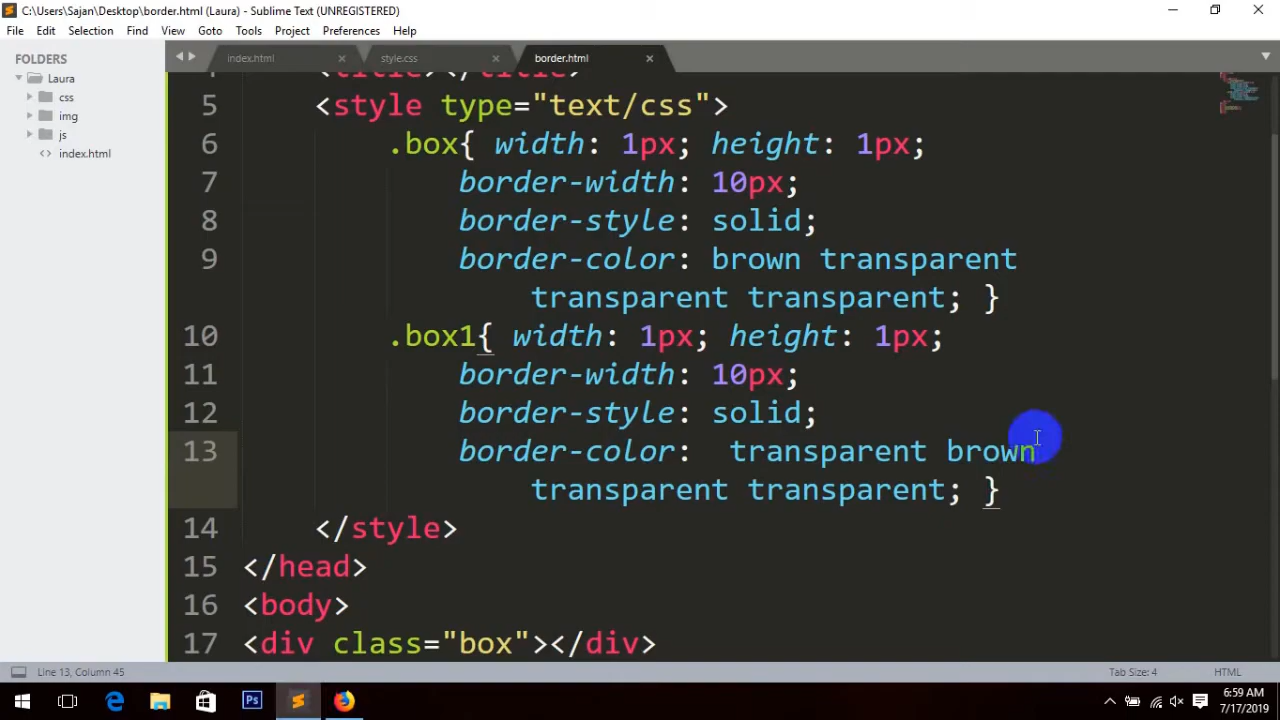 C:\Users\Sajan\Desktop\border.html (Laura) - Sublime Text (UNREGISTERED)
File Edit Selection Find View Goto Tools Project Preferences Help
FOLDERS
Laura
css
img
js
index.html
index.html style.css border.html
4 <title></title>
5 <style type="text/css">
6 .box{ width: 1px; height: 1px;
7 border-width: 10px;
8 border-style: solid;
9 border-color: brown transparent
transparent transparent; }
10 .box1{ width: 1px; height: 1px;
11 border-width: 10px;
12 border-style: solid;
13 border-color:  transparent brown
transparent transparent; }
14 </style>
15 </head>
16 <body>
17 <div class="box"></div>
Line 13, Column 45
Tab Size: 4
HTML
Ps
6:59 AM
7/17/2019